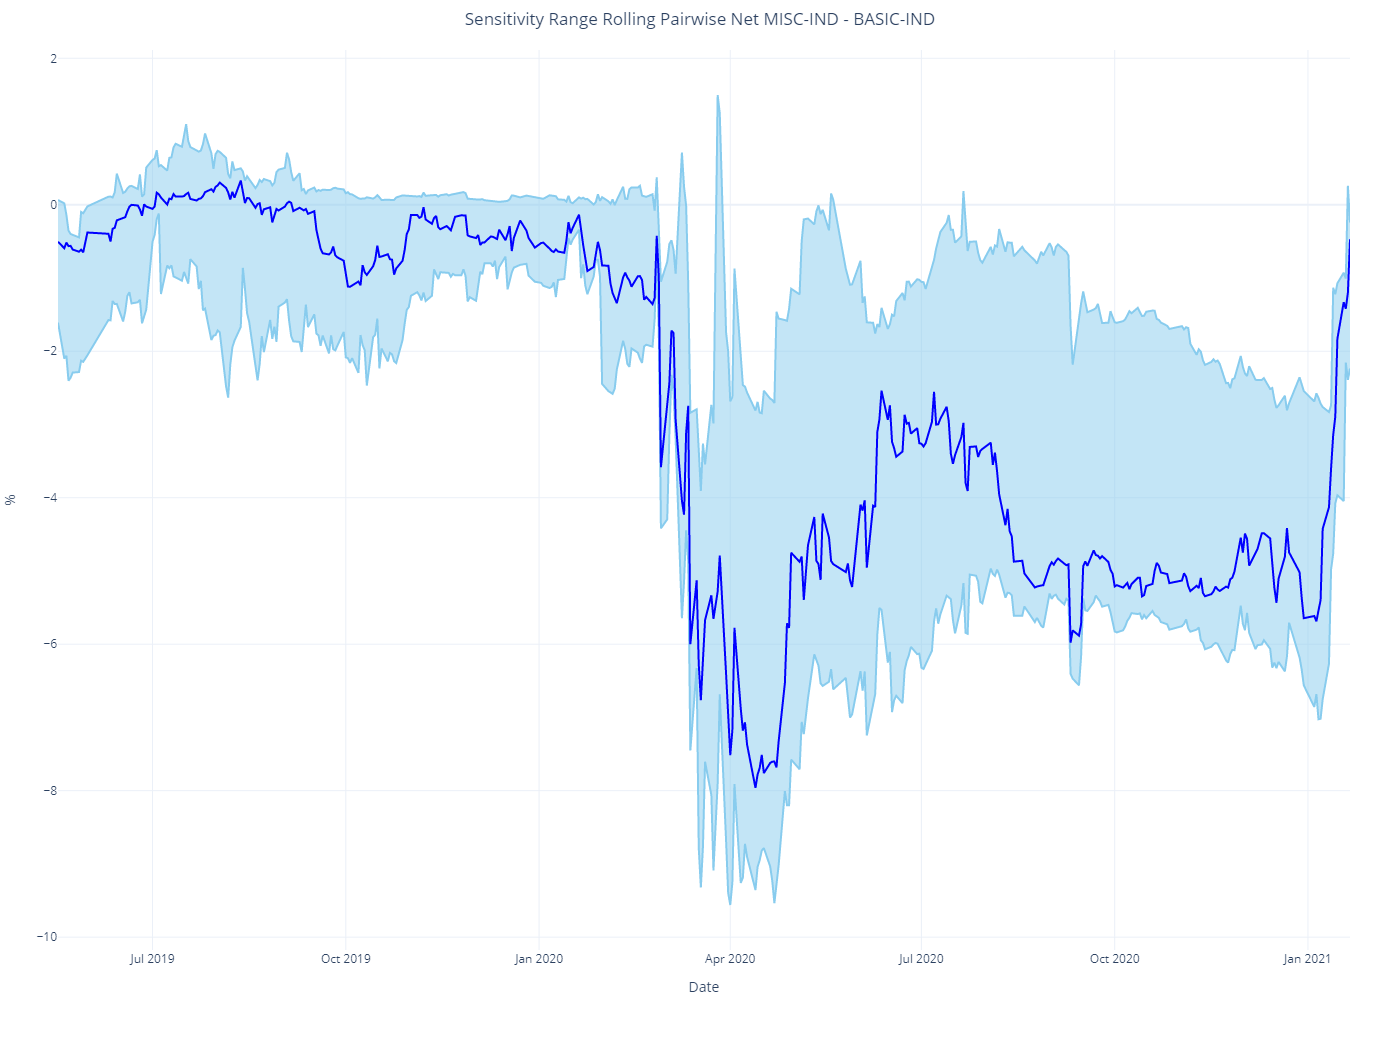 Sensitivity Range Rolling Pairwise Net MISC-IND - BASIC-IND
2
0
−2
−4
%
−6
−8
−10
Jul 2019
Oct 2019
Jan 2020
Apr 2020
Jul 2020
Oct 2020
Jan 2021
Date